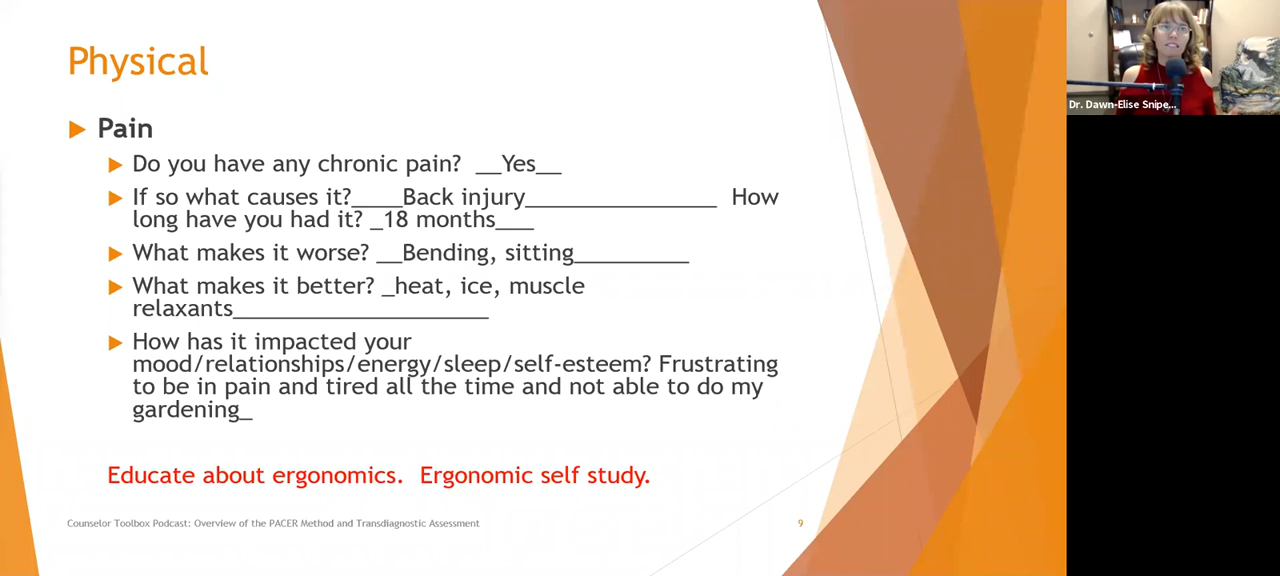 Physical
Pain
Do you have any chronic pain?  __Yes__
If so what causes it?____Back injury_______________  How
long have you had it? _18 months___
What makes it worse? __Bending, sitting_________
What makes it better? _heat, ice, muscle
relaxants____________________
How has it impacted your
mood/relationships/energy/sleep/self-esteem? Frustrating
to be in pain and tired all the time and not able to do my
gardening_
Educate about ergonomics.  Ergonomic self study.
Counselor Toolbox Podcast: Overview of the PACER Method and Transdiagnostic Assessment
9
Dr. Dawn-Elise Snipe...